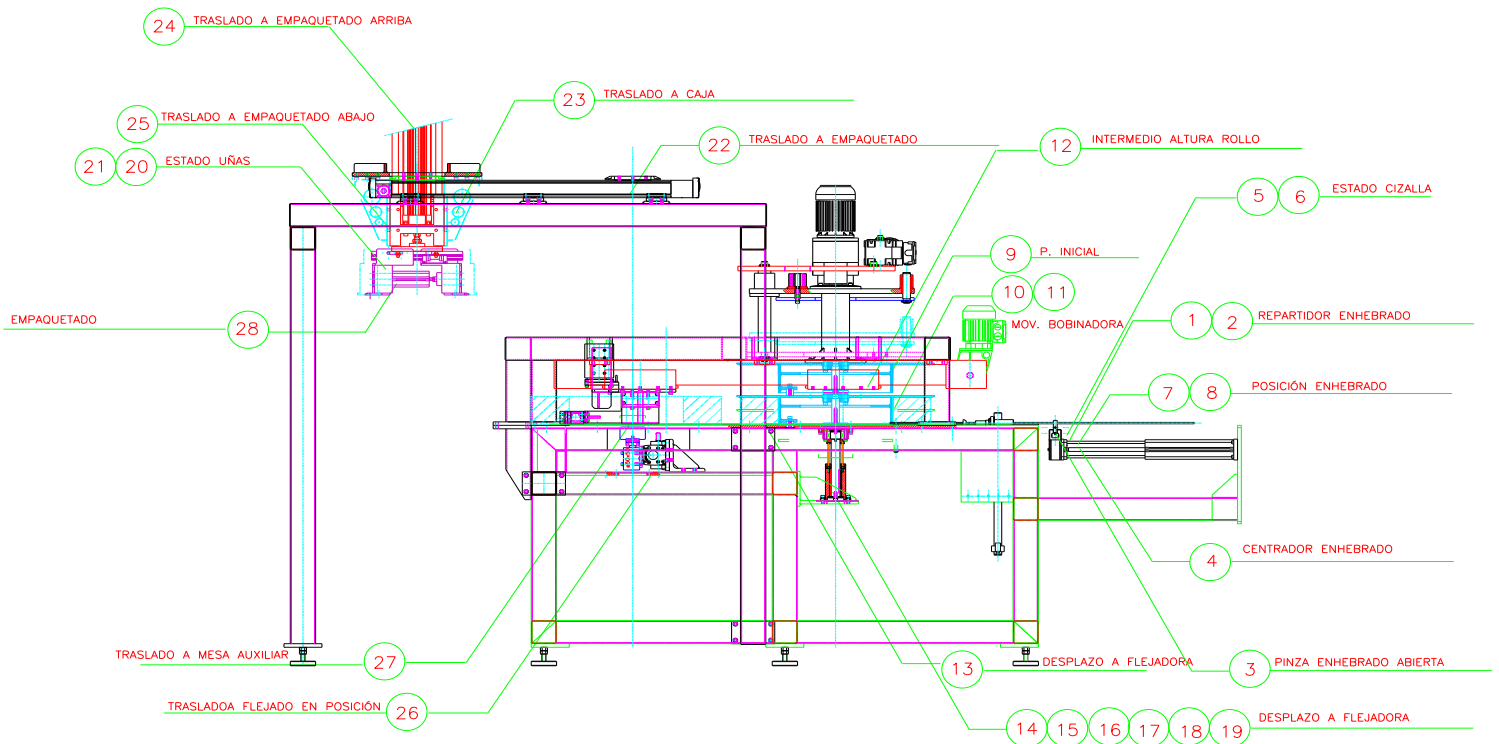 24 TRASLADO A EMPAQUETADO ARRIBA
23 TRASLADO A CAJA
25 TRASLADO A EMPAQUETADO ABAJO
22 TRASLADO A EMPAQUETADO
12 INTERMEDIO ALTURA ROLLO
21 20 ESTADO UÑAS
5 6 ESTADO CIZALLA
9 P. INICIAL
10 11
MOV. BOBINADORA
EMPAQUETADO 28
1 2 REPARTIDOR ENHEBRADO
7 8 POSICIÓN ENHEBRADO
4 CENTRADOR ENHEBRADO
TRASLADO A MESA AUXILIAR 27
13 DESPLAZO A FLEJADORA
3 PINZA ENHEBRADO ABIERTA
TRASLADOA FLEJADO EN POSICIÓN 26
14 15 16 17 18 19 DESPLAZO A FLEJADORA